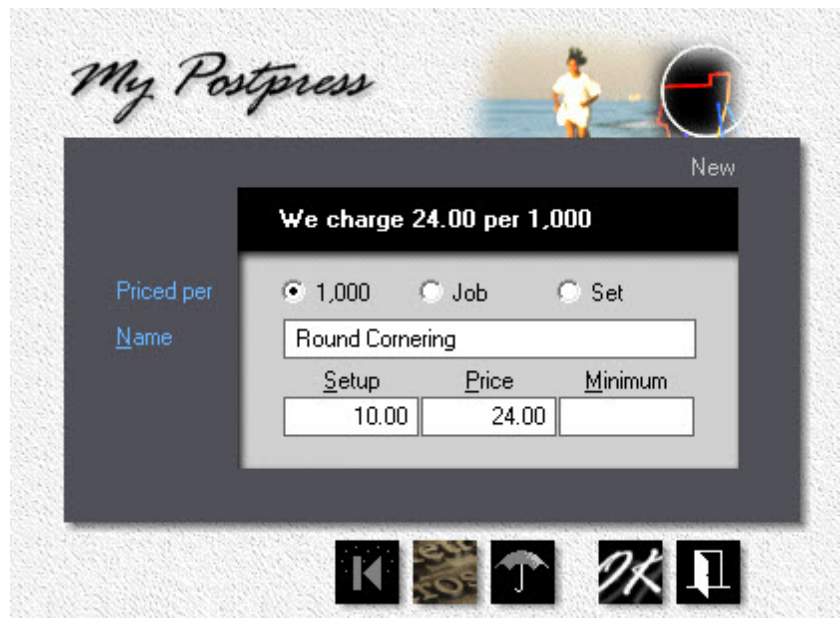 My Postpress
New
We charge 24.00 per 1,000
Priced per 1,000 Job Set
Name Round Cornering
Setup Price Minimum
10.00 24.00
OK